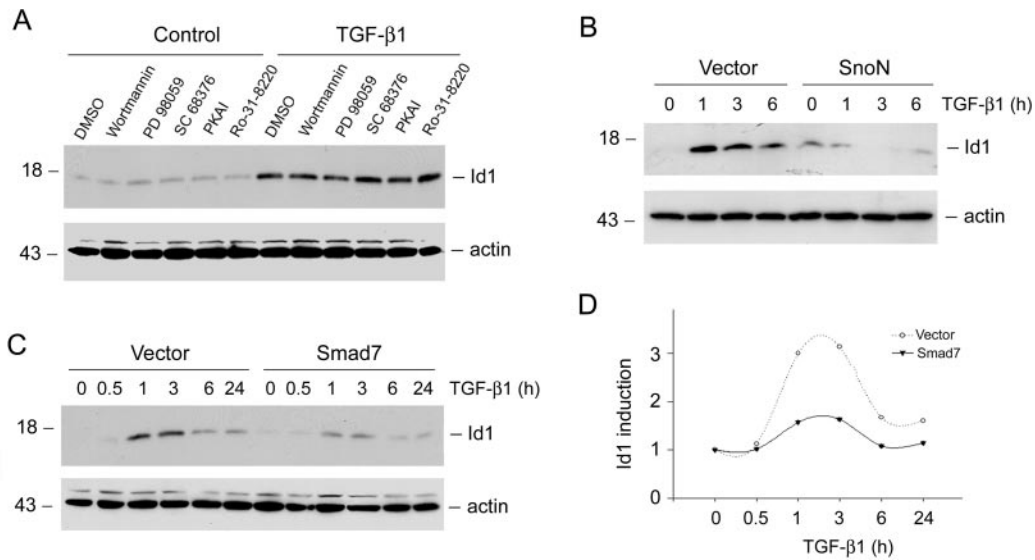 A
Control TGF-β1
DMSO Wortmannin PD 98059 SC 68376 PKAI Ro-31-8220 DMSO Wortmannin PD 98059 SC 68376 PKAI Ro-31-8220
18 – – Id1
43 – – actin
B
Vector SnoN
0 1 3 6 0 1 3 6 TGF-β1 (h)
18 – – Id1
43 – – actin
C
Vector Smad7
0 0.5 1 3 6 24 0 0.5 1 3 6 24 TGF-β1 (h)
18 – – Id1
43 – – actin
D
Vector
Smad7
Id1 induction
3
2
1
0
0 0.5 1 3 6 24
TGF-β1 (h)